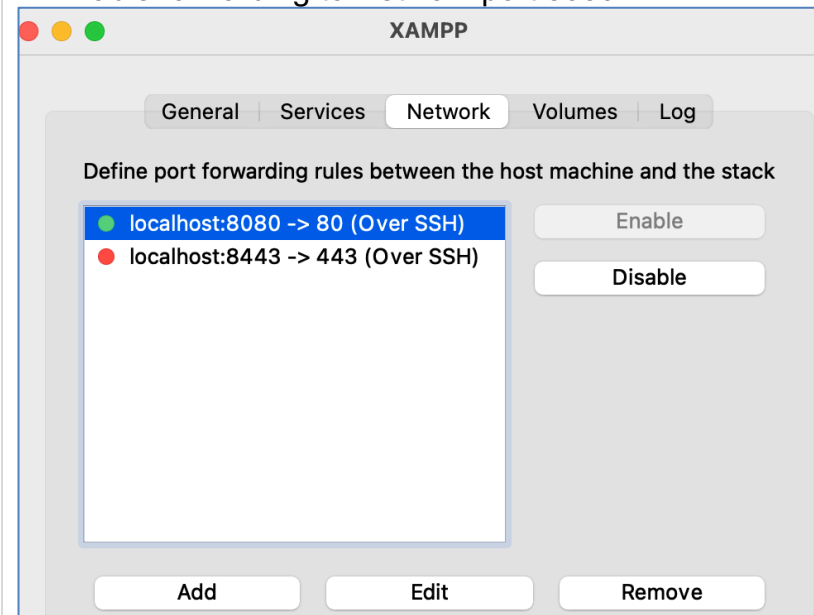 XAMPP
General Services Network Volumes Log
Define port forwarding rules between the host machine and the stack
localhost:8080 -> 80 (Over SSH)
Enable
localhost:8443 -> 443 (Over SSH)
Disable
Add Edit Remove